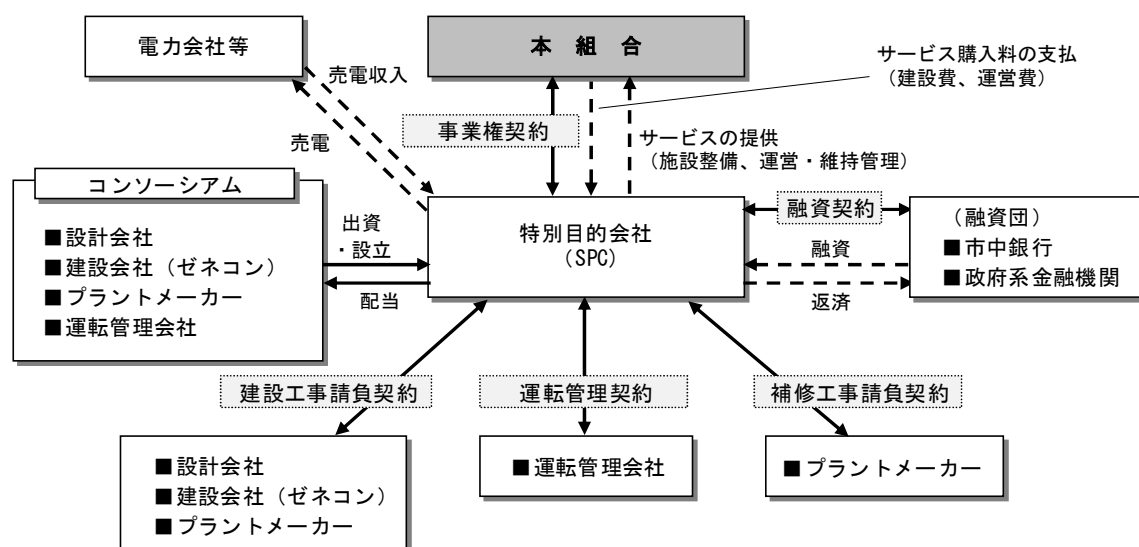 電力会社等
本 組 合
サービス購入料の支払
（建設費、運営費）
売電収入
売電
事業権契約
サービスの提供
（施設整備、運営・維持管理）
コンソーシアム
■設計会社
■建設会社（ゼネコン）
■プラントメーカー
■運転管理会社
出資
・設立
配当
特別目的会社
（SPC）
融資契約
融資
返済
（融資団）
■市中銀行
■政府系金融機関
建設工事請負契約
運転管理契約
補修工事請負契約
■設計会社
■建設会社（ゼネコン）
■プラントメーカー
■運転管理会社
■プラントメーカー